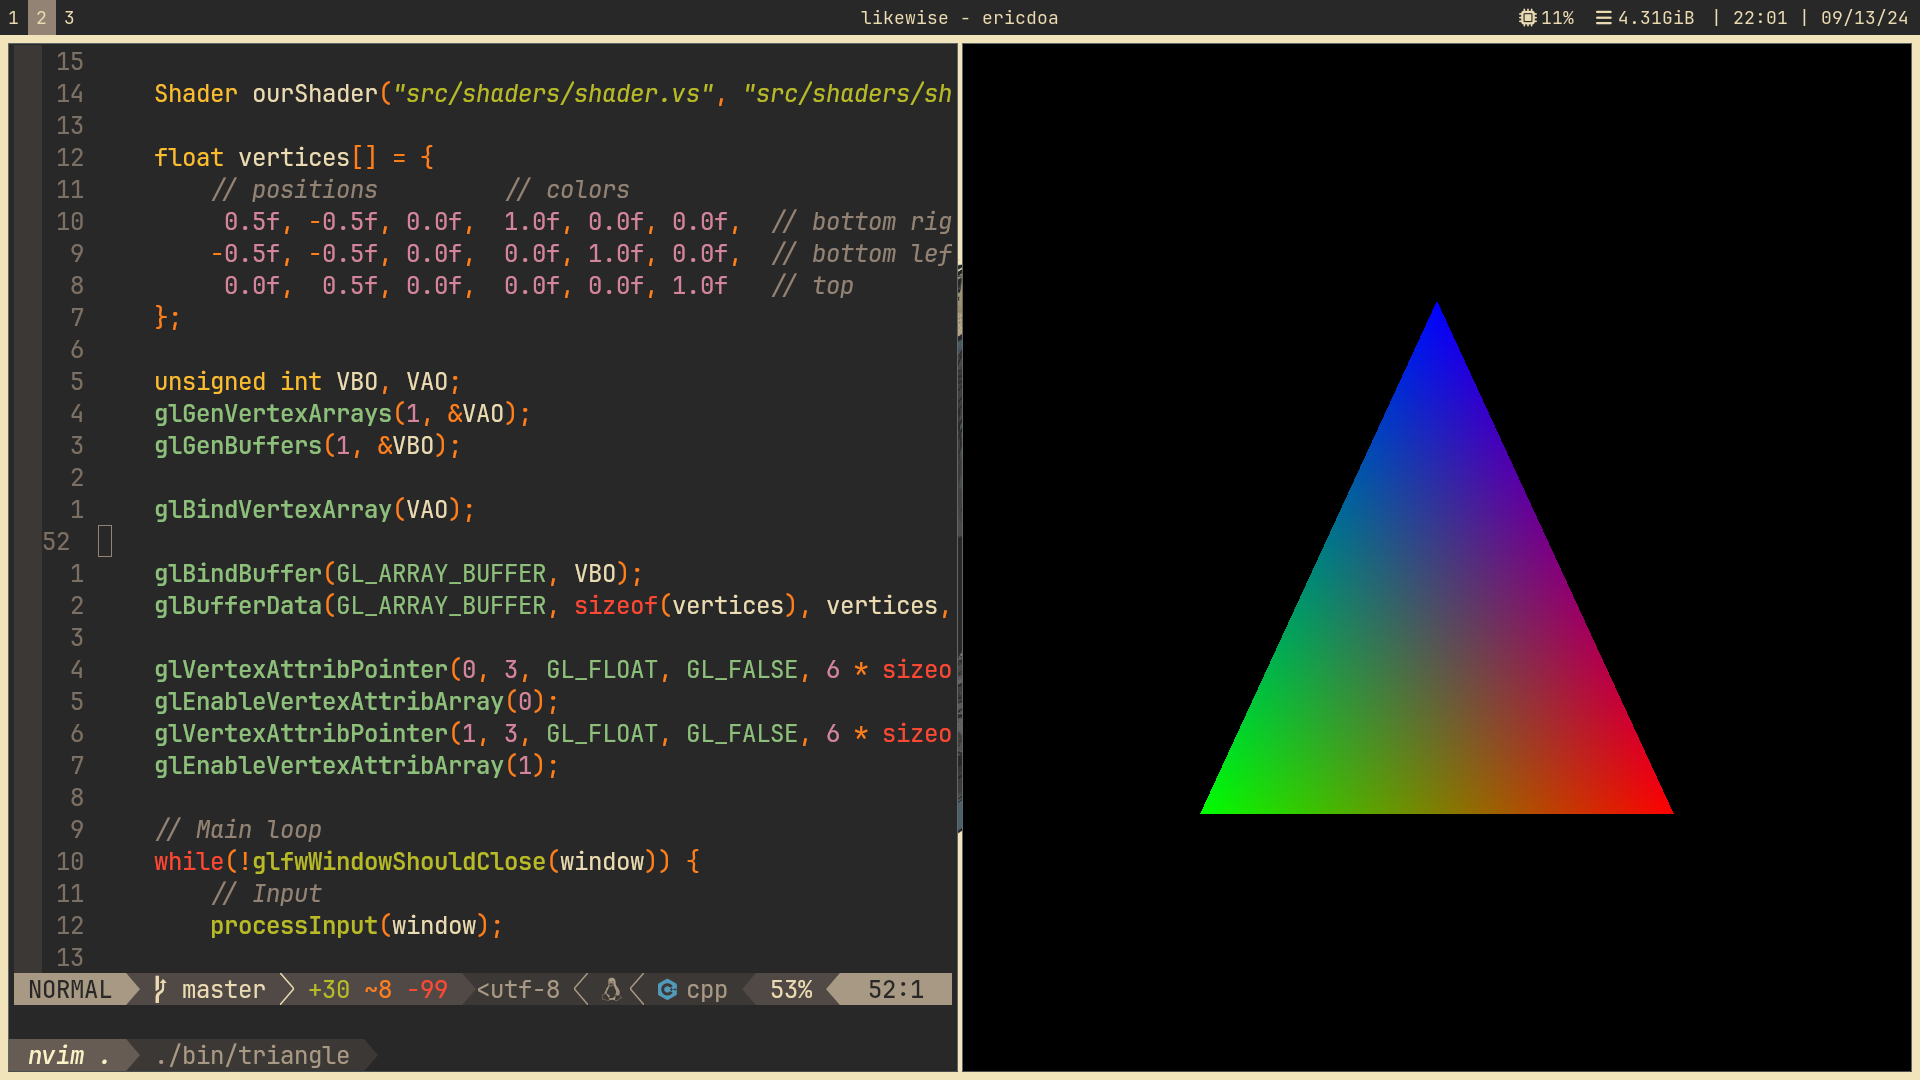 1 2 3 likewise - ericdoa 11% 4.31GiB | 22:01 | 09/13/24
15
14 Shader ourShader("src/shaders/shader.vs", "src/shaders/sh
13
12 float vertices[] = {
11 // positions // colors
10 0.5f, -0.5f, 0.0f, 1.0f, 0.0f, 0.0f, // bottom rig
9 -0.5f, -0.5f, 0.0f, 0.0f, 1.0f, 0.0f, // bottom lef
8 0.0f, 0.5f, 0.0f, 0.0f, 0.0f, 1.0f // top
7 };
6
5 unsigned int VBO, VAO;
4 glGenVertexArrays(1, &VAO);
3 glGenBuffers(1, &VBO);
2
1 glBindVertexArray(VAO);
52
1 glBindBuffer(GL_ARRAY_BUFFER, VBO);
2 glBufferData(GL_ARRAY_BUFFER, sizeof(vertices), vertices,
3
4 glVertexAttribPointer(0, 3, GL_FLOAT, GL_FALSE, 6 * sizeo
5 glEnableVertexAttribArray(0);
6 glVertexAttribPointer(1, 3, GL_FLOAT, GL_FALSE, 6 * sizeo
7 glEnableVertexAttribArray(1);
8
9 // Main loop
10 while(!glfwWindowShouldClose(window)) {
11 // Input
12 processInput(window);
13
NORMAL master +30 ~8 -99 <utf-8 cpp 53% 52:1
nvim . ./bin/triangle